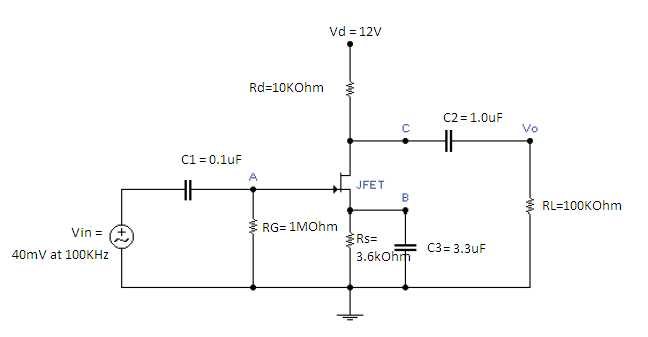 Vd = 12V
Rd=10KOhm
C2= 1.0uF
C
Vo
C1 = 0.1uF
A
JFET
B
RL=100KOhm
Vin =
40mV at 100KHz
RG= 1MOhm
Rs=
3.6kOhm
C3= 3.3uF